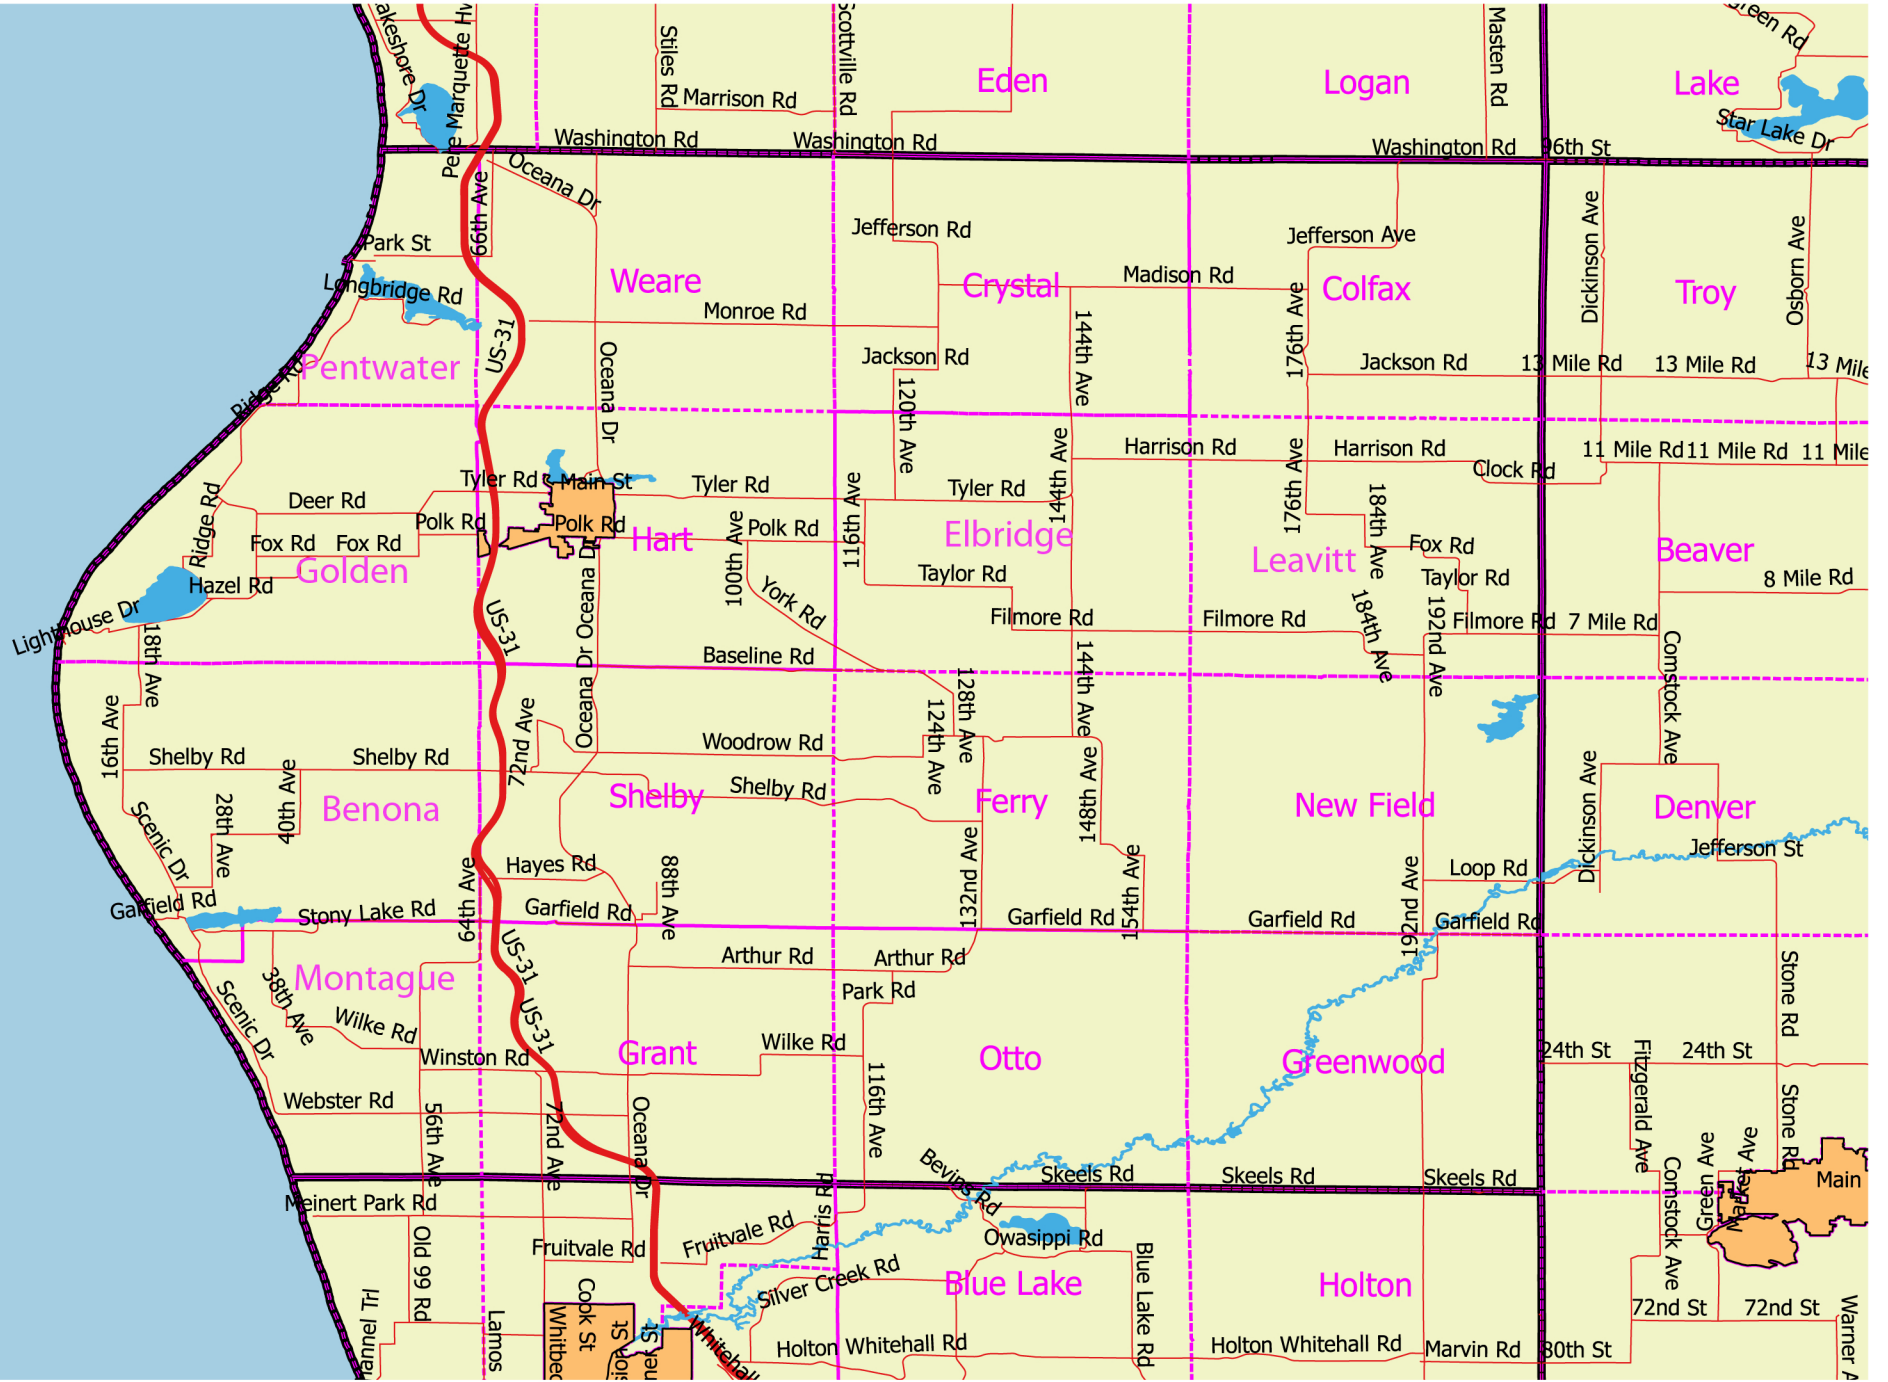 Lakeshore Dr
Pere Marquette Hw
Stiles Rd
Scottville Rd
Eden
Logan
Masten Rd
Green Rd
Lake
Marrison Rd
Star Lake Dr
Washington Rd
Washington Rd
Washington Rd
96th St
Oceana Dr
66th Ave
Park St
Jefferson Rd
Jefferson Ave
Dickinson Ave
Osborn Ave
Longbridge Rd
Weare
Crystal
Madison Rd
Colfax
Troy
Monroe Rd
144th Ave
176th Ave
US-31
Pentwater
Oceana Dr
Jackson Rd
Jackson Rd
13 Mile Rd
13 Mile Rd
13 Mile
Ridge Rd
120th Ave
Harrison Rd
Harrison Rd
11 Mile Rd
11 Mile Rd
11 Mile
144th Ave
176th Ave
Clock Rd
Tyler Rd
Main St
Tyler Rd
Tyler Rd
Deer Rd
Ridge Rd
116th Ave
184th Ave
Polk Rd
Polk Rd
Polk Rd
100th Ave
Hart
Elbridge
Fox Rd
Fox Rd
Fox Rd
Golden
Leavitt
Beaver
Hazel Rd
Taylor Rd
Taylor Rd
8 Mile Rd
Lighthouse Dr
York Rd
Filmore Rd
Filmore Rd
Filmore Rd
7 Mile Rd
184th Ave
192nd Ave
18th Ave
US-31
Oceana Dr
Oceana Dr
Baseline Rd
144th Ave
Comstock Ave
128th Ave
124th Ave
16th Ave
72nd Ave
Shelby Rd
Shelby Rd
Woodrow Rd
Shelby Rd
148th Ave
Dickinson Ave
28th Ave
40th Ave
Benona
Shelby
Ferry
New Field
Denver
Scenic Dr
Jefferson St
Hayes Rd
88th Ave
132nd Ave
154th Ave
192nd Ave
Loop Rd
64th Ave
Garfield Rd
Stony Lake Rd
Garfield Rd
Garfield Rd
Garfield Rd
Garfield Rd
US-31
Arthur Rd
Arthur Rd
Montague
38th Ave
Park Rd
Stone Rd
Scenic Dr
Wilke Rd
US-31
Wilke Rd
Winston Rd
Grant
Otto
Greenwood
24th St
24th St
Fitzgerald Ave
Webster Rd
56th Ave
72nd Ave
Oceana Dr
116th Ave
Stone Rd
Bevins Rd
Skeels Rd
Skeels Rd
Skeels Rd
Comstock Ave
Green Ave
Market Ave
Main
Meinert Park Rd
Harris Rd
Old 99 Rd
Fruitvale Rd
Fruitvale Rd
Owasippi Rd
Blue Lake Rd
Silver Creek Rd
Blue Lake
Holton
Cook St
72nd St
72nd St
Warner A
Lamos
Whitbec
Whitehall
Holton Whitehall Rd
Holton Whitehall Rd
Marvin Rd
80th St